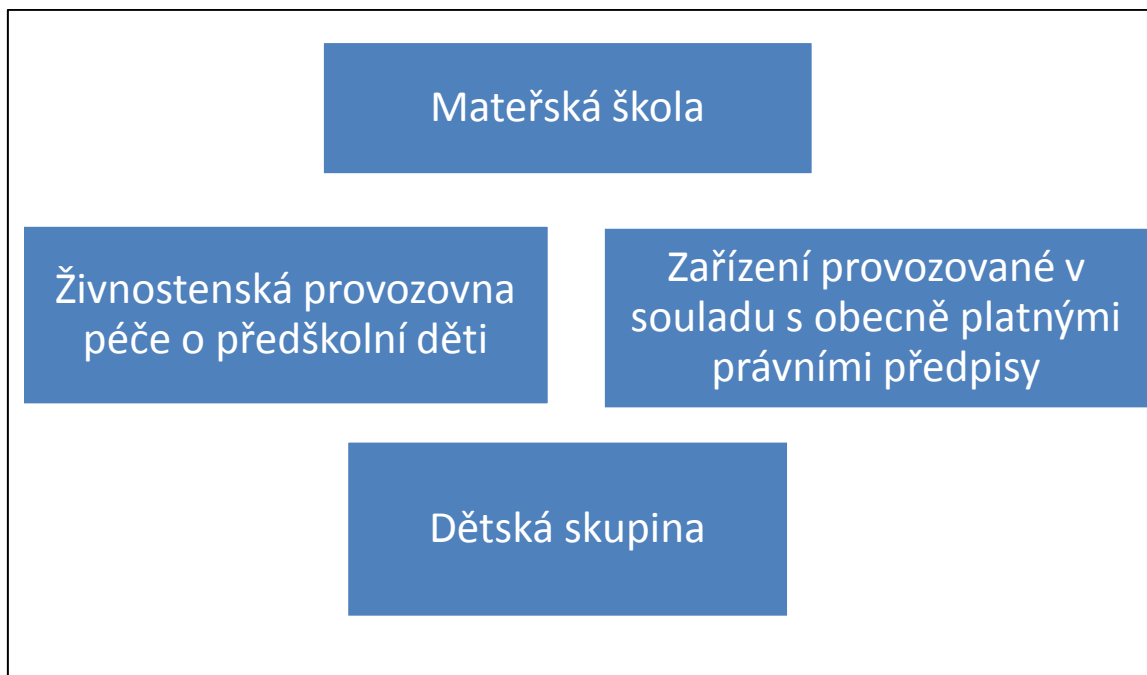 Mateřská škola
Živnostenská provozovna
péče o předškolní děti
Zařízení provozované v
souladu s obecně platnými
právními předpisy
Dětská skupina